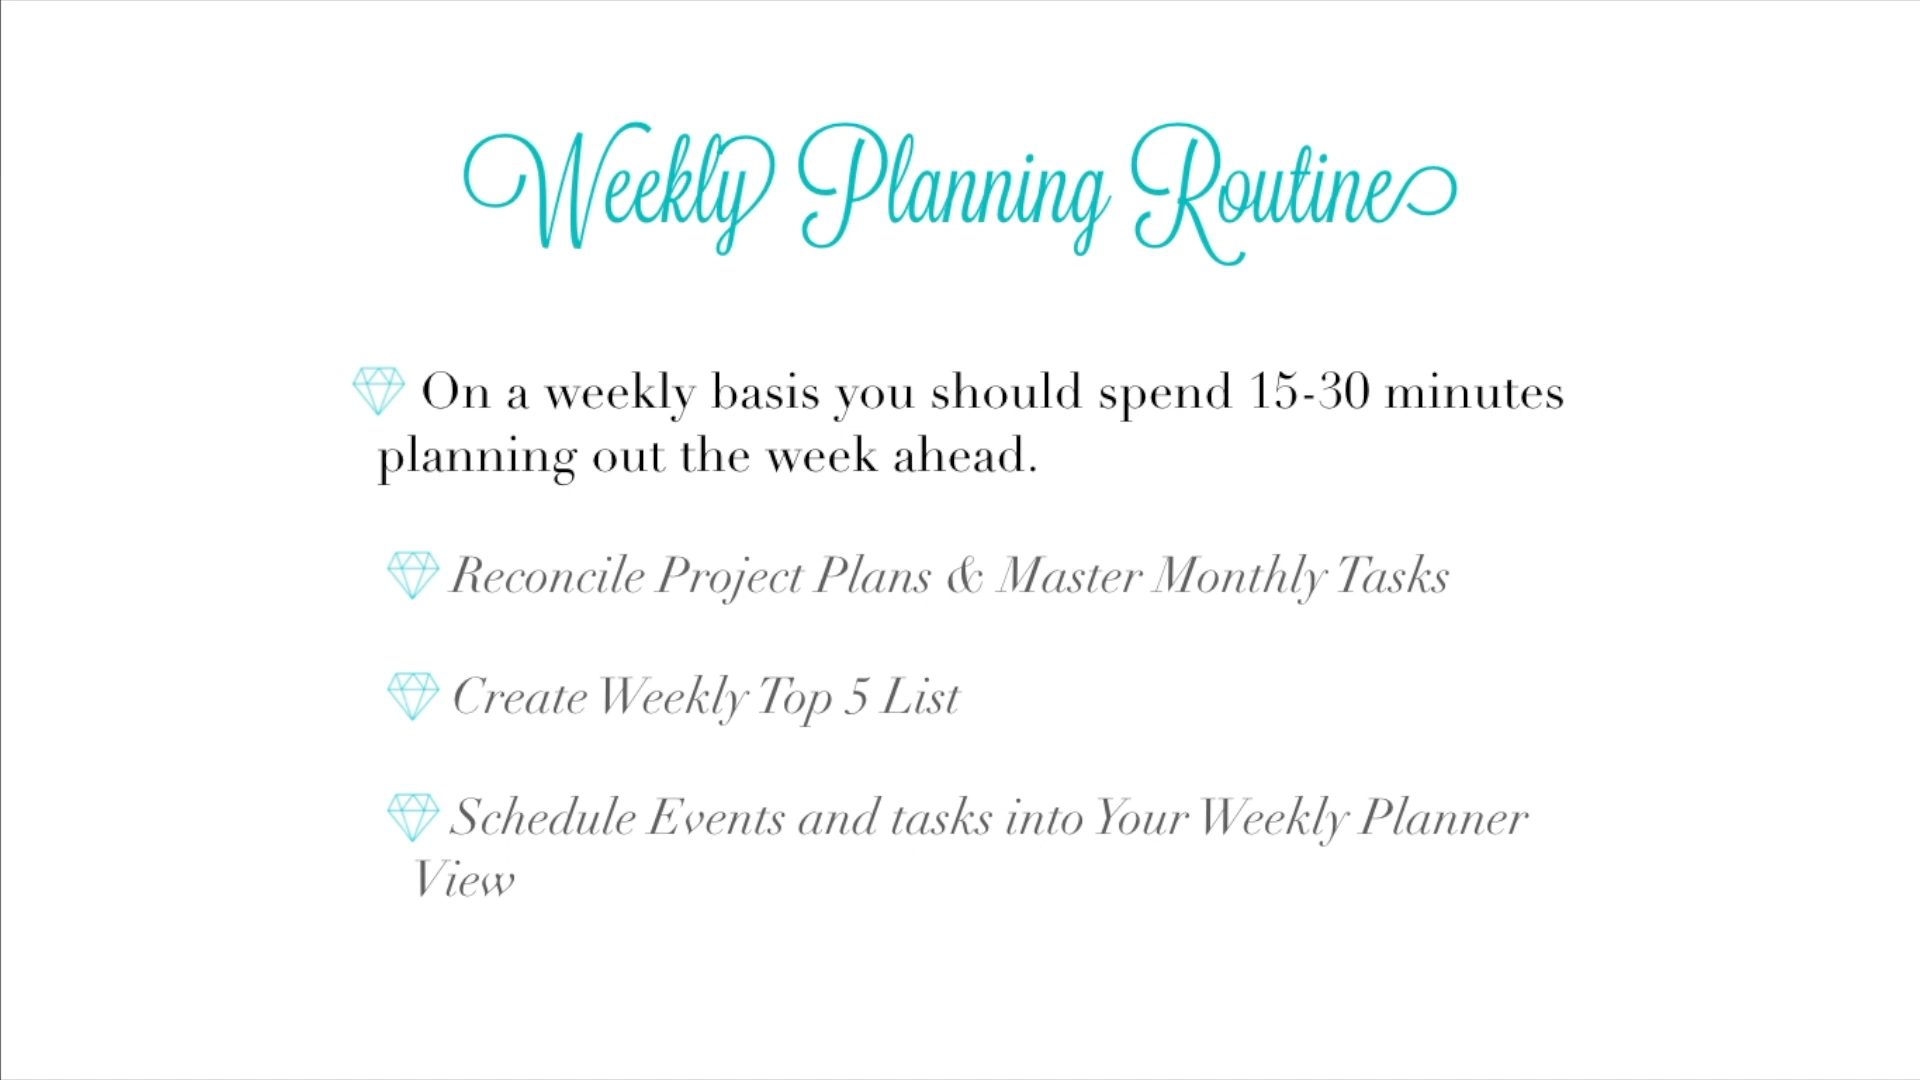 Weekly Planning Routine
On a weekly basis you should spend 15-30 minutes
planning out the week ahead.
Reconcile Project Plans & Master Monthly Tasks
Create Weekly Top 5 List
Schedule Events and tasks into Your Weekly Planner
View